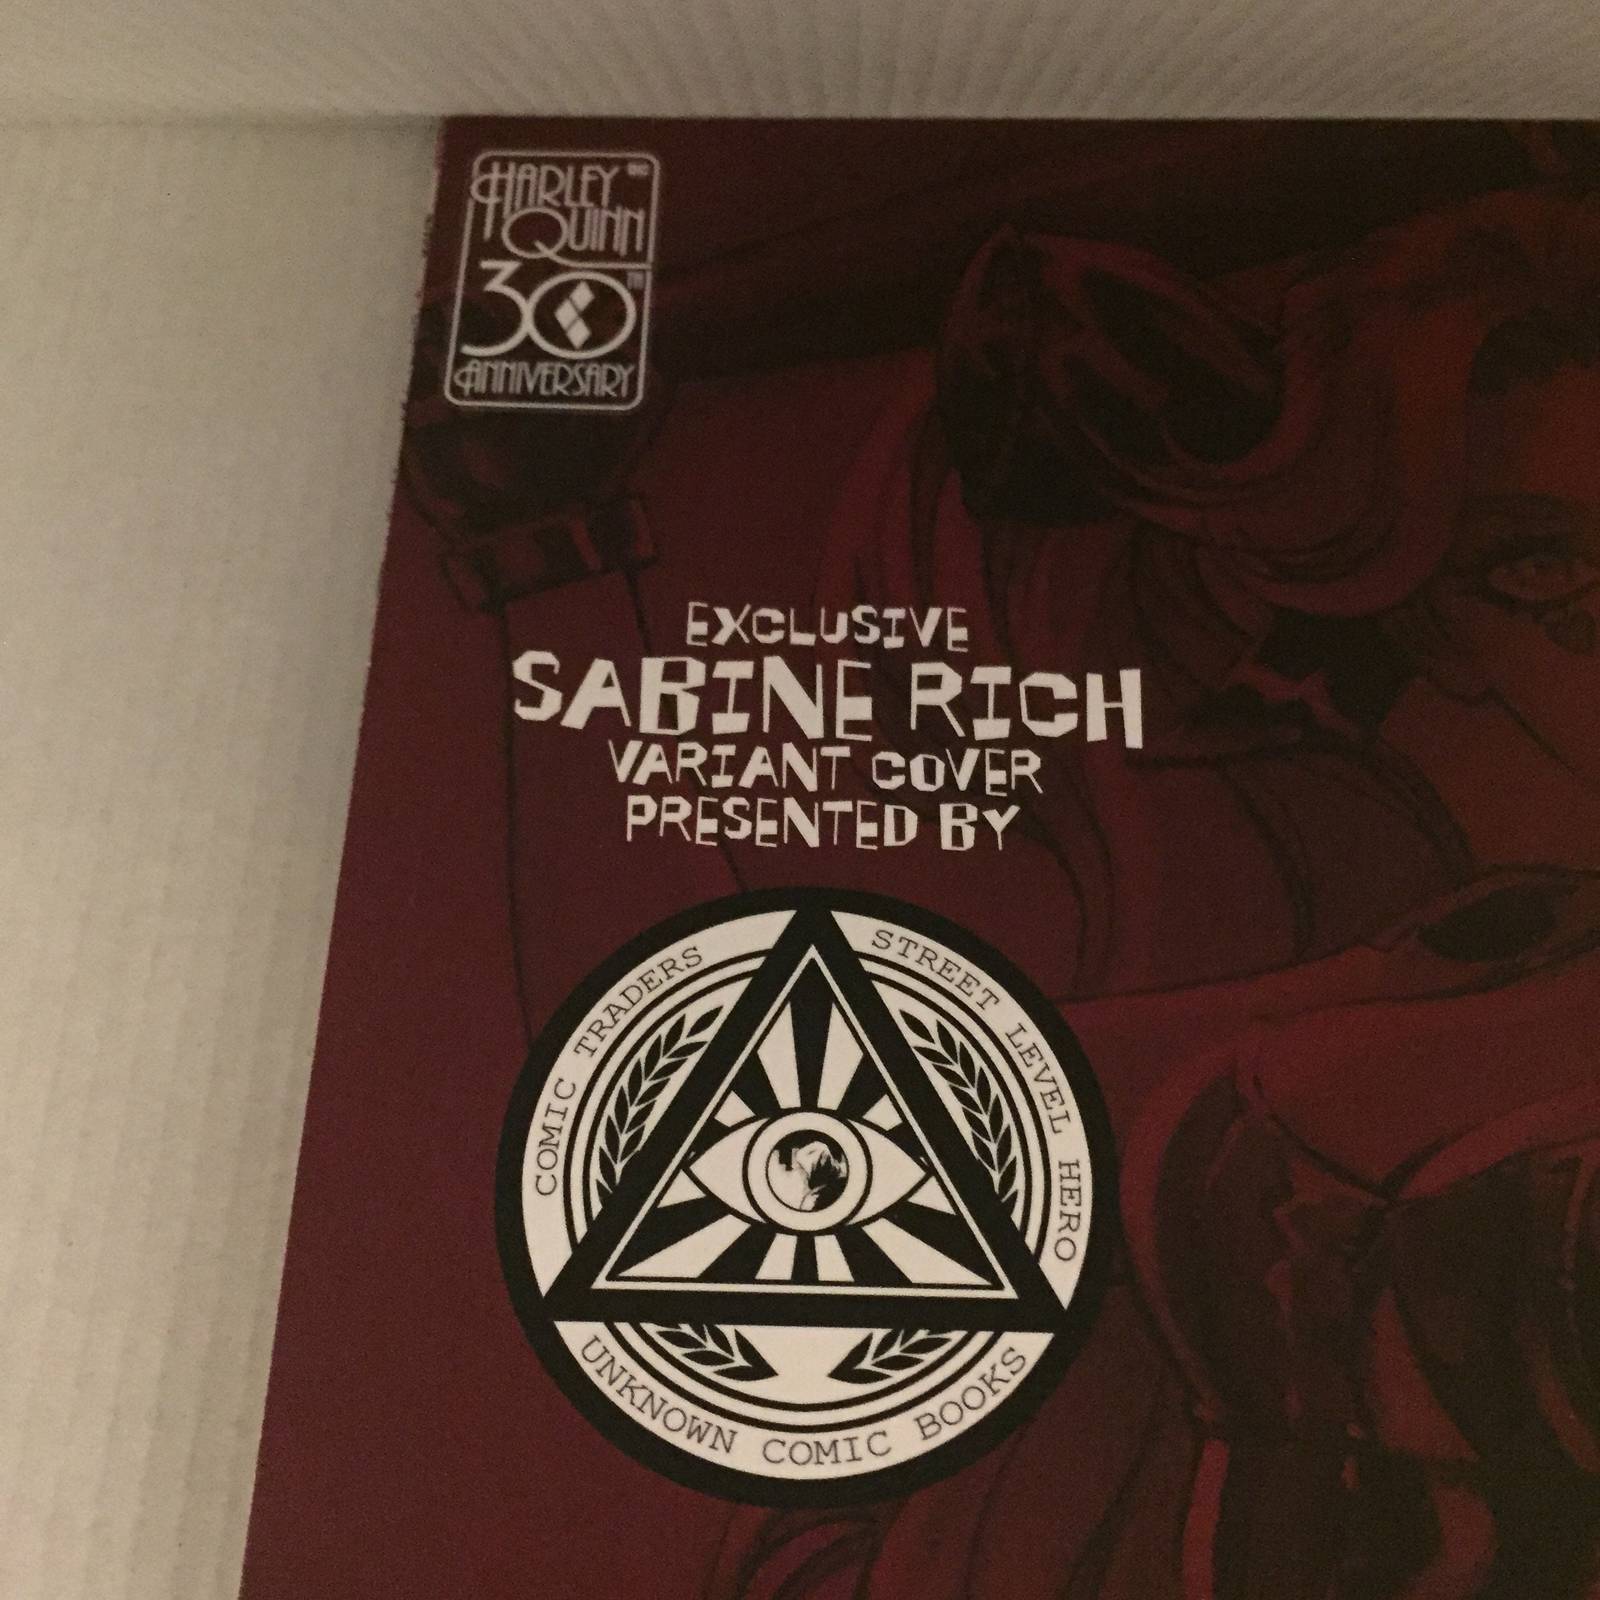 HARLEY
QUINN
30TH
ANNIVERSARY
EXCLUSIVE
SABINE RICH
VARIANT COVER
PRESENTED BY
COMIC TRADERS
STREET LEVEL HERO
UNKNOWN COMIC BOOKS